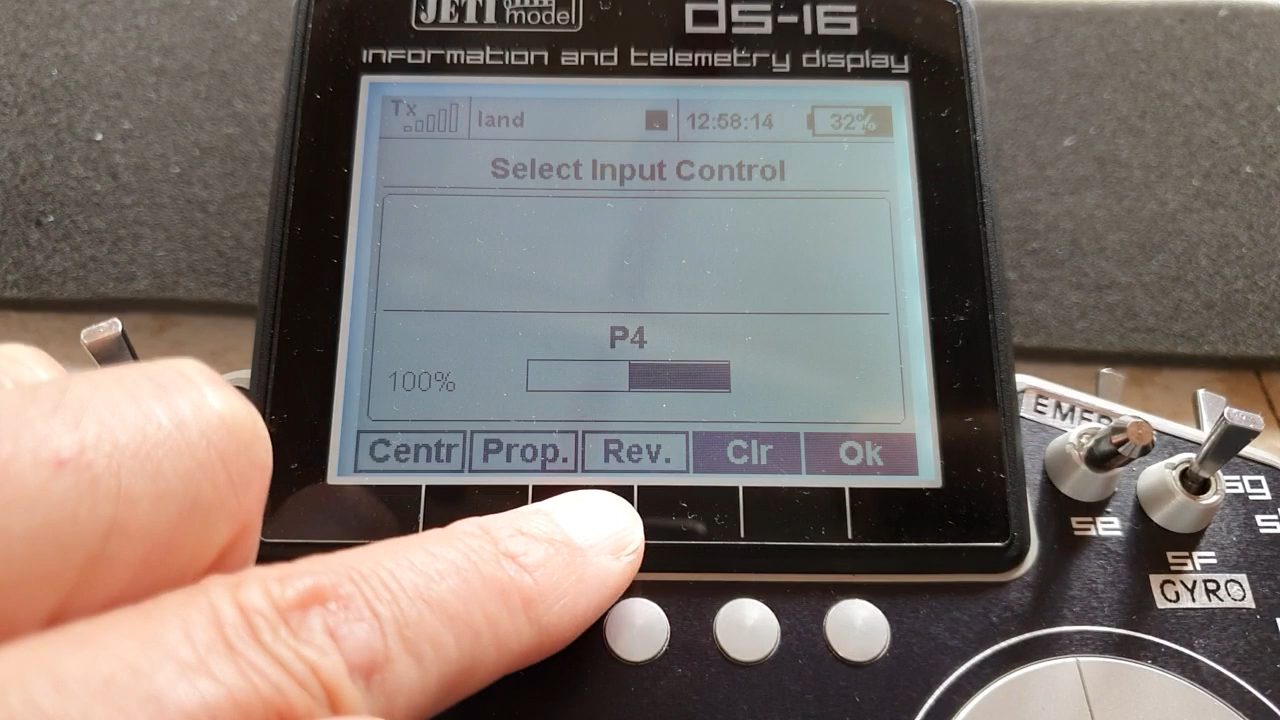 JETI model DS-16
information and telemetry display
Tx land 12:58:14 32%
Select Input Control
P4
100%
Centr Prop. Rev. Clr Ok
se
sg
SF
GYRO